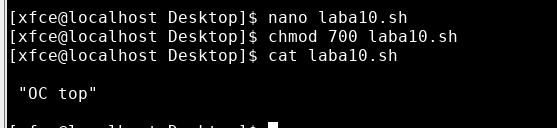 [xfce@localhost Desktop]$ nano laba10.sh
[xfce@localhost Desktop]$ chmod 700 laba10.sh
[xfce@localhost Desktop]$ cat laba10.sh
"OC top"